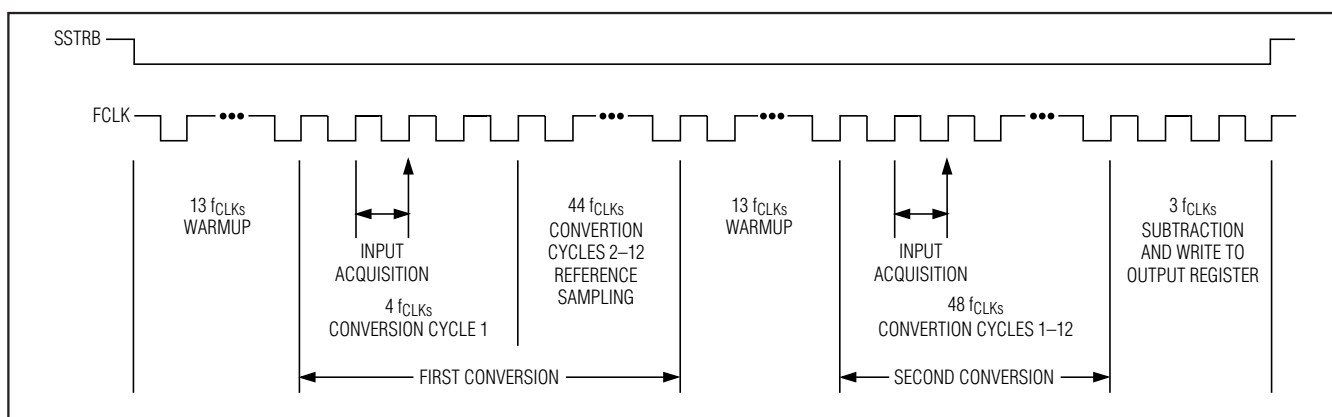 SSTRB
FCLK
13 fCLKs
WARMUP
INPUT
ACQUISITION
4 fCLKs
CONVERSION CYCLE 1
44 fCLKs
CONVERTION
CYCLES 2–12
REFERENCE
SAMPLING
13 fCLKs
WARMUP
INPUT
ACQUISITION
48 fCLKs
CONVERTION CYCLES 1–12
3 fCLKs
SUBTRACTION
AND WRITE TO
OUTPUT REGISTER
FIRST CONVERSION
SECOND CONVERSION